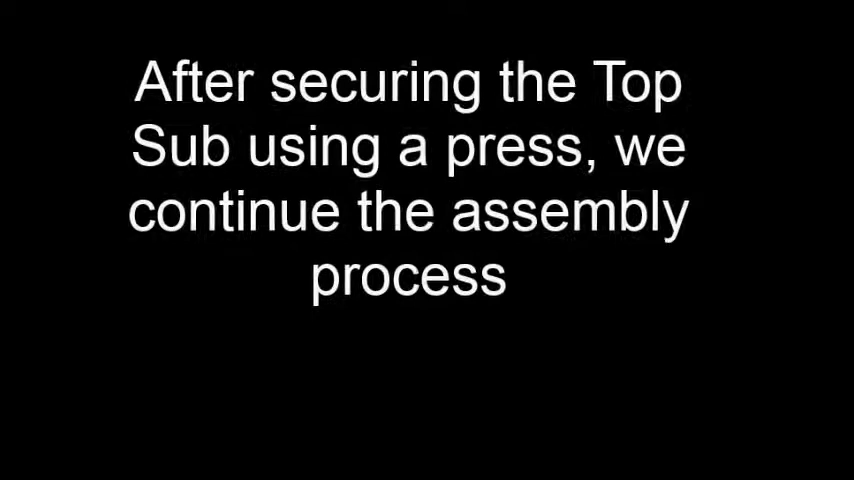 After securing the Top
Sub using a press, we
continue the assembly
process